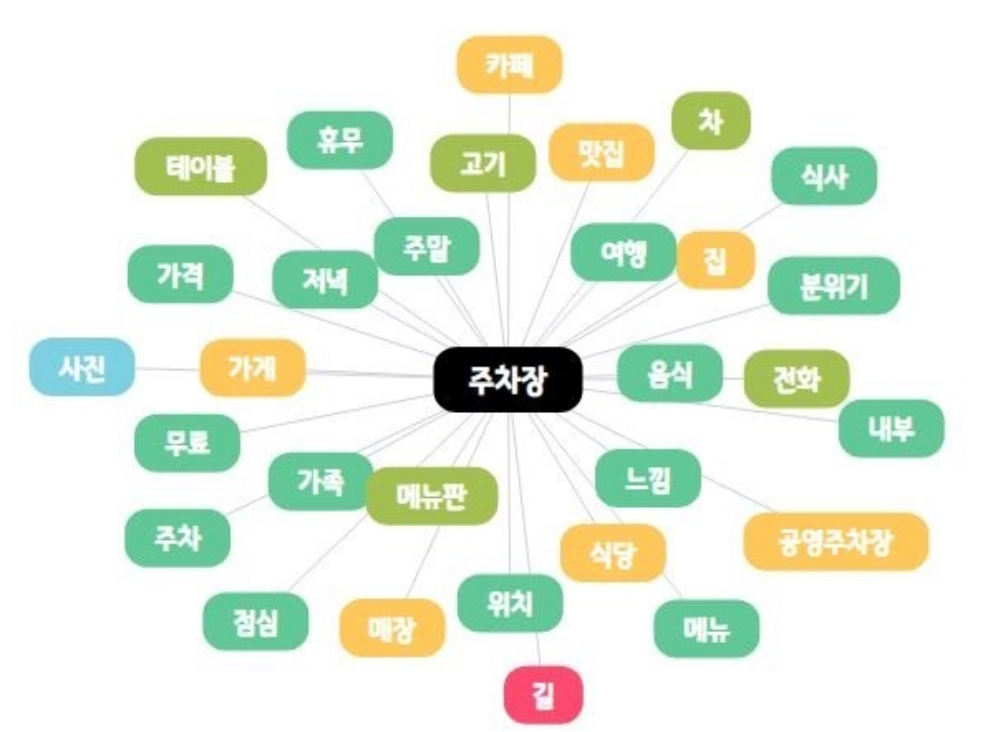 카페
차
휴무
맛집
고기
테이블
식사
주말
여행
집
가격
저녁
분위기
사진
가게
주차장
음식
전화
내부
무료
가족
메뉴판
느낌
주차
식당
공영주차장
점심
매장
위치
메뉴
길